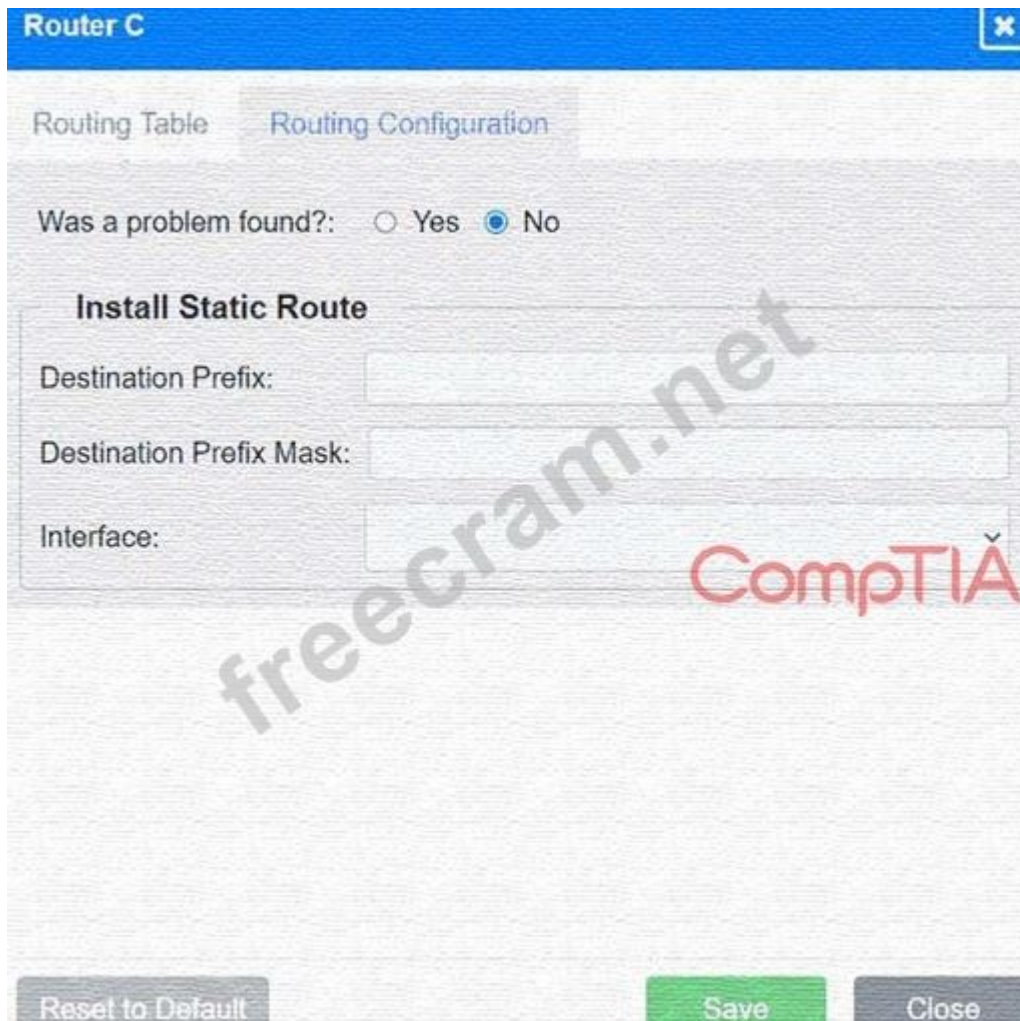 Router C
Routing Table Routing Configuration
Was a problem found?: Yes No
Install Static Route
Destination Prefix:
Destination Prefix Mask:
Interface:
CompTIA
freecram.net
Reset to Default Save Close